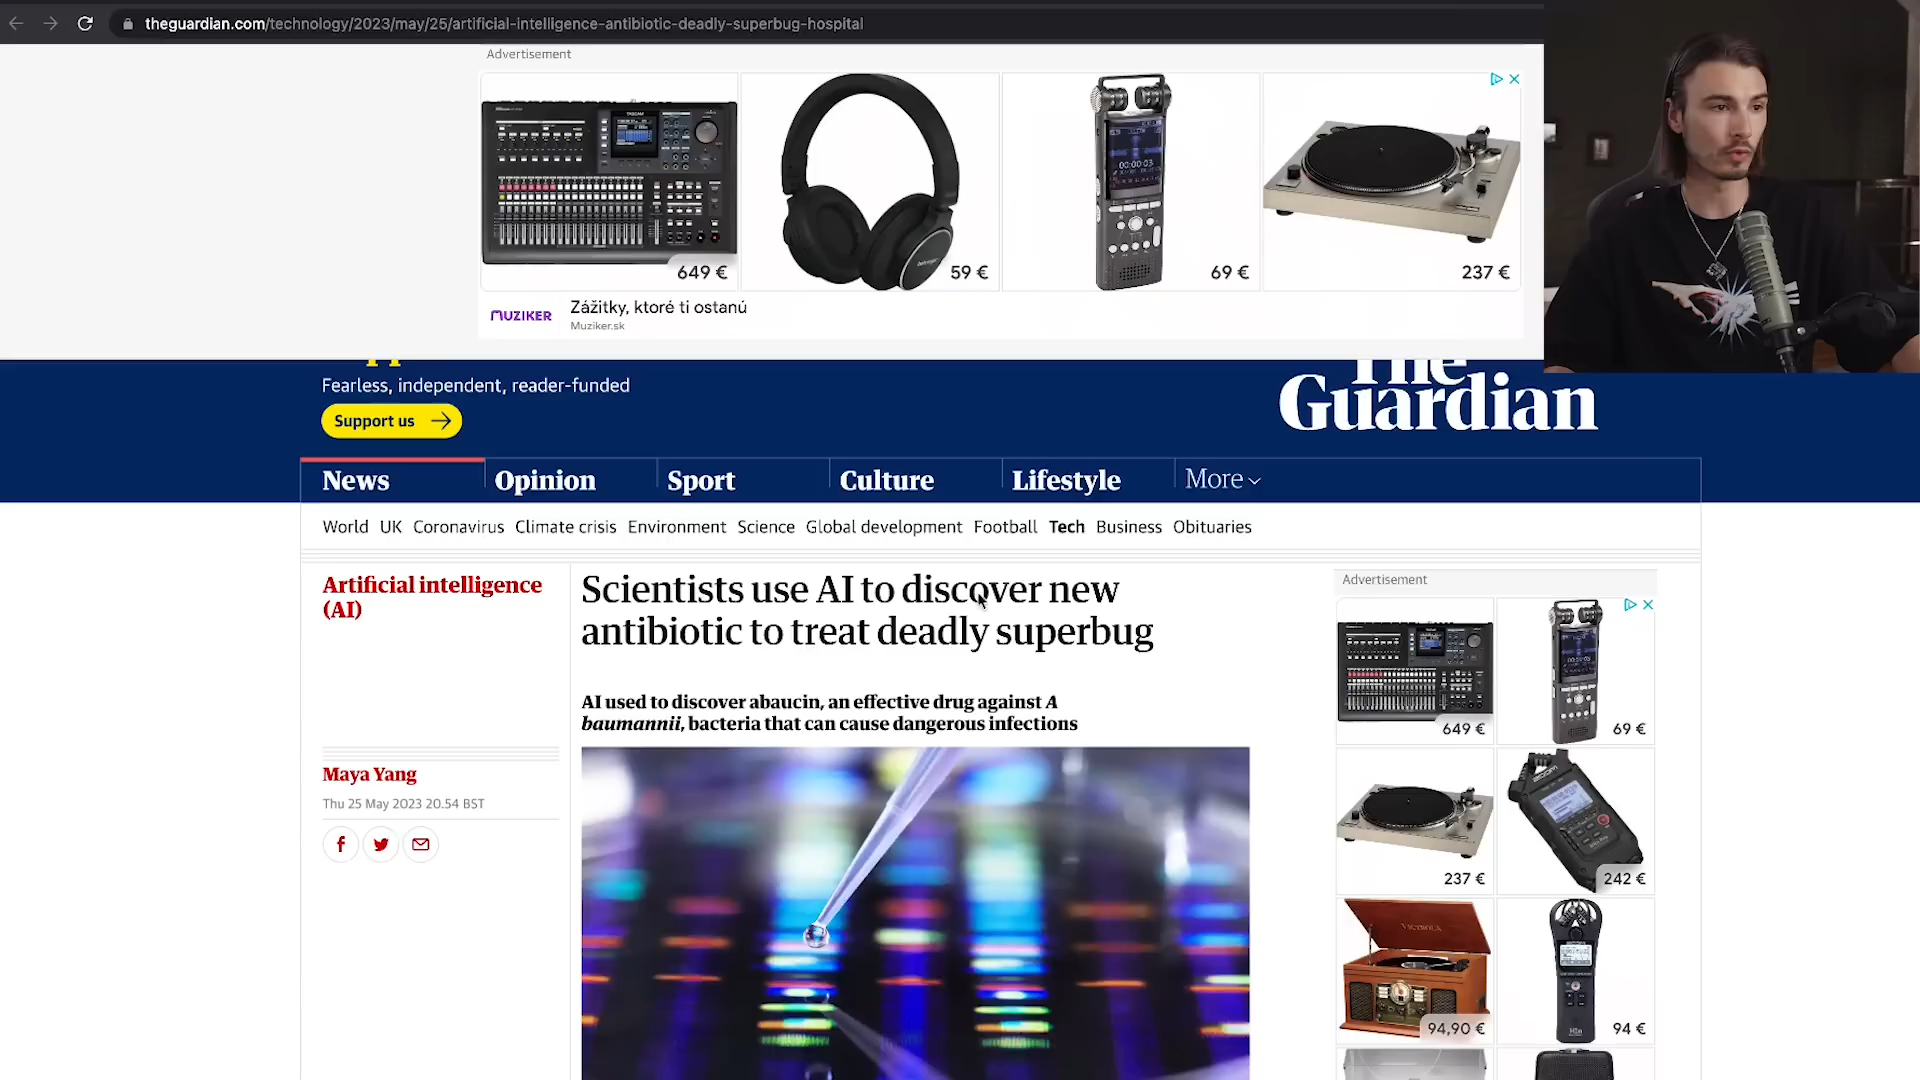 theguardian.com/technology/2023/may/25/artificial-intelligence-antibiotic-deadly-superbug-hospital
Advertisement
649 €
59 €
69 €
237 €
MUZIKER
Zážitky, ktoré ti ostanú
Muziker.sk
Fearless, independent, reader-funded
Support us
The
Guardian
News Opinion Sport Culture Lifestyle More
World UK Coronavirus Climate crisis Environment Science Global development Football Tech Business Obituaries
Artificial intelligence
(AI)
Scientists use AI to discover new
antibiotic to treat deadly superbug
AI used to discover abaucin, an effective drug against A
baumannii, bacteria that can cause dangerous infections
Maya Yang
Thu 25 May 2023 20.54 BST
Advertisement
649 €
69 €
237 €
242 €
94,90 €
94 €